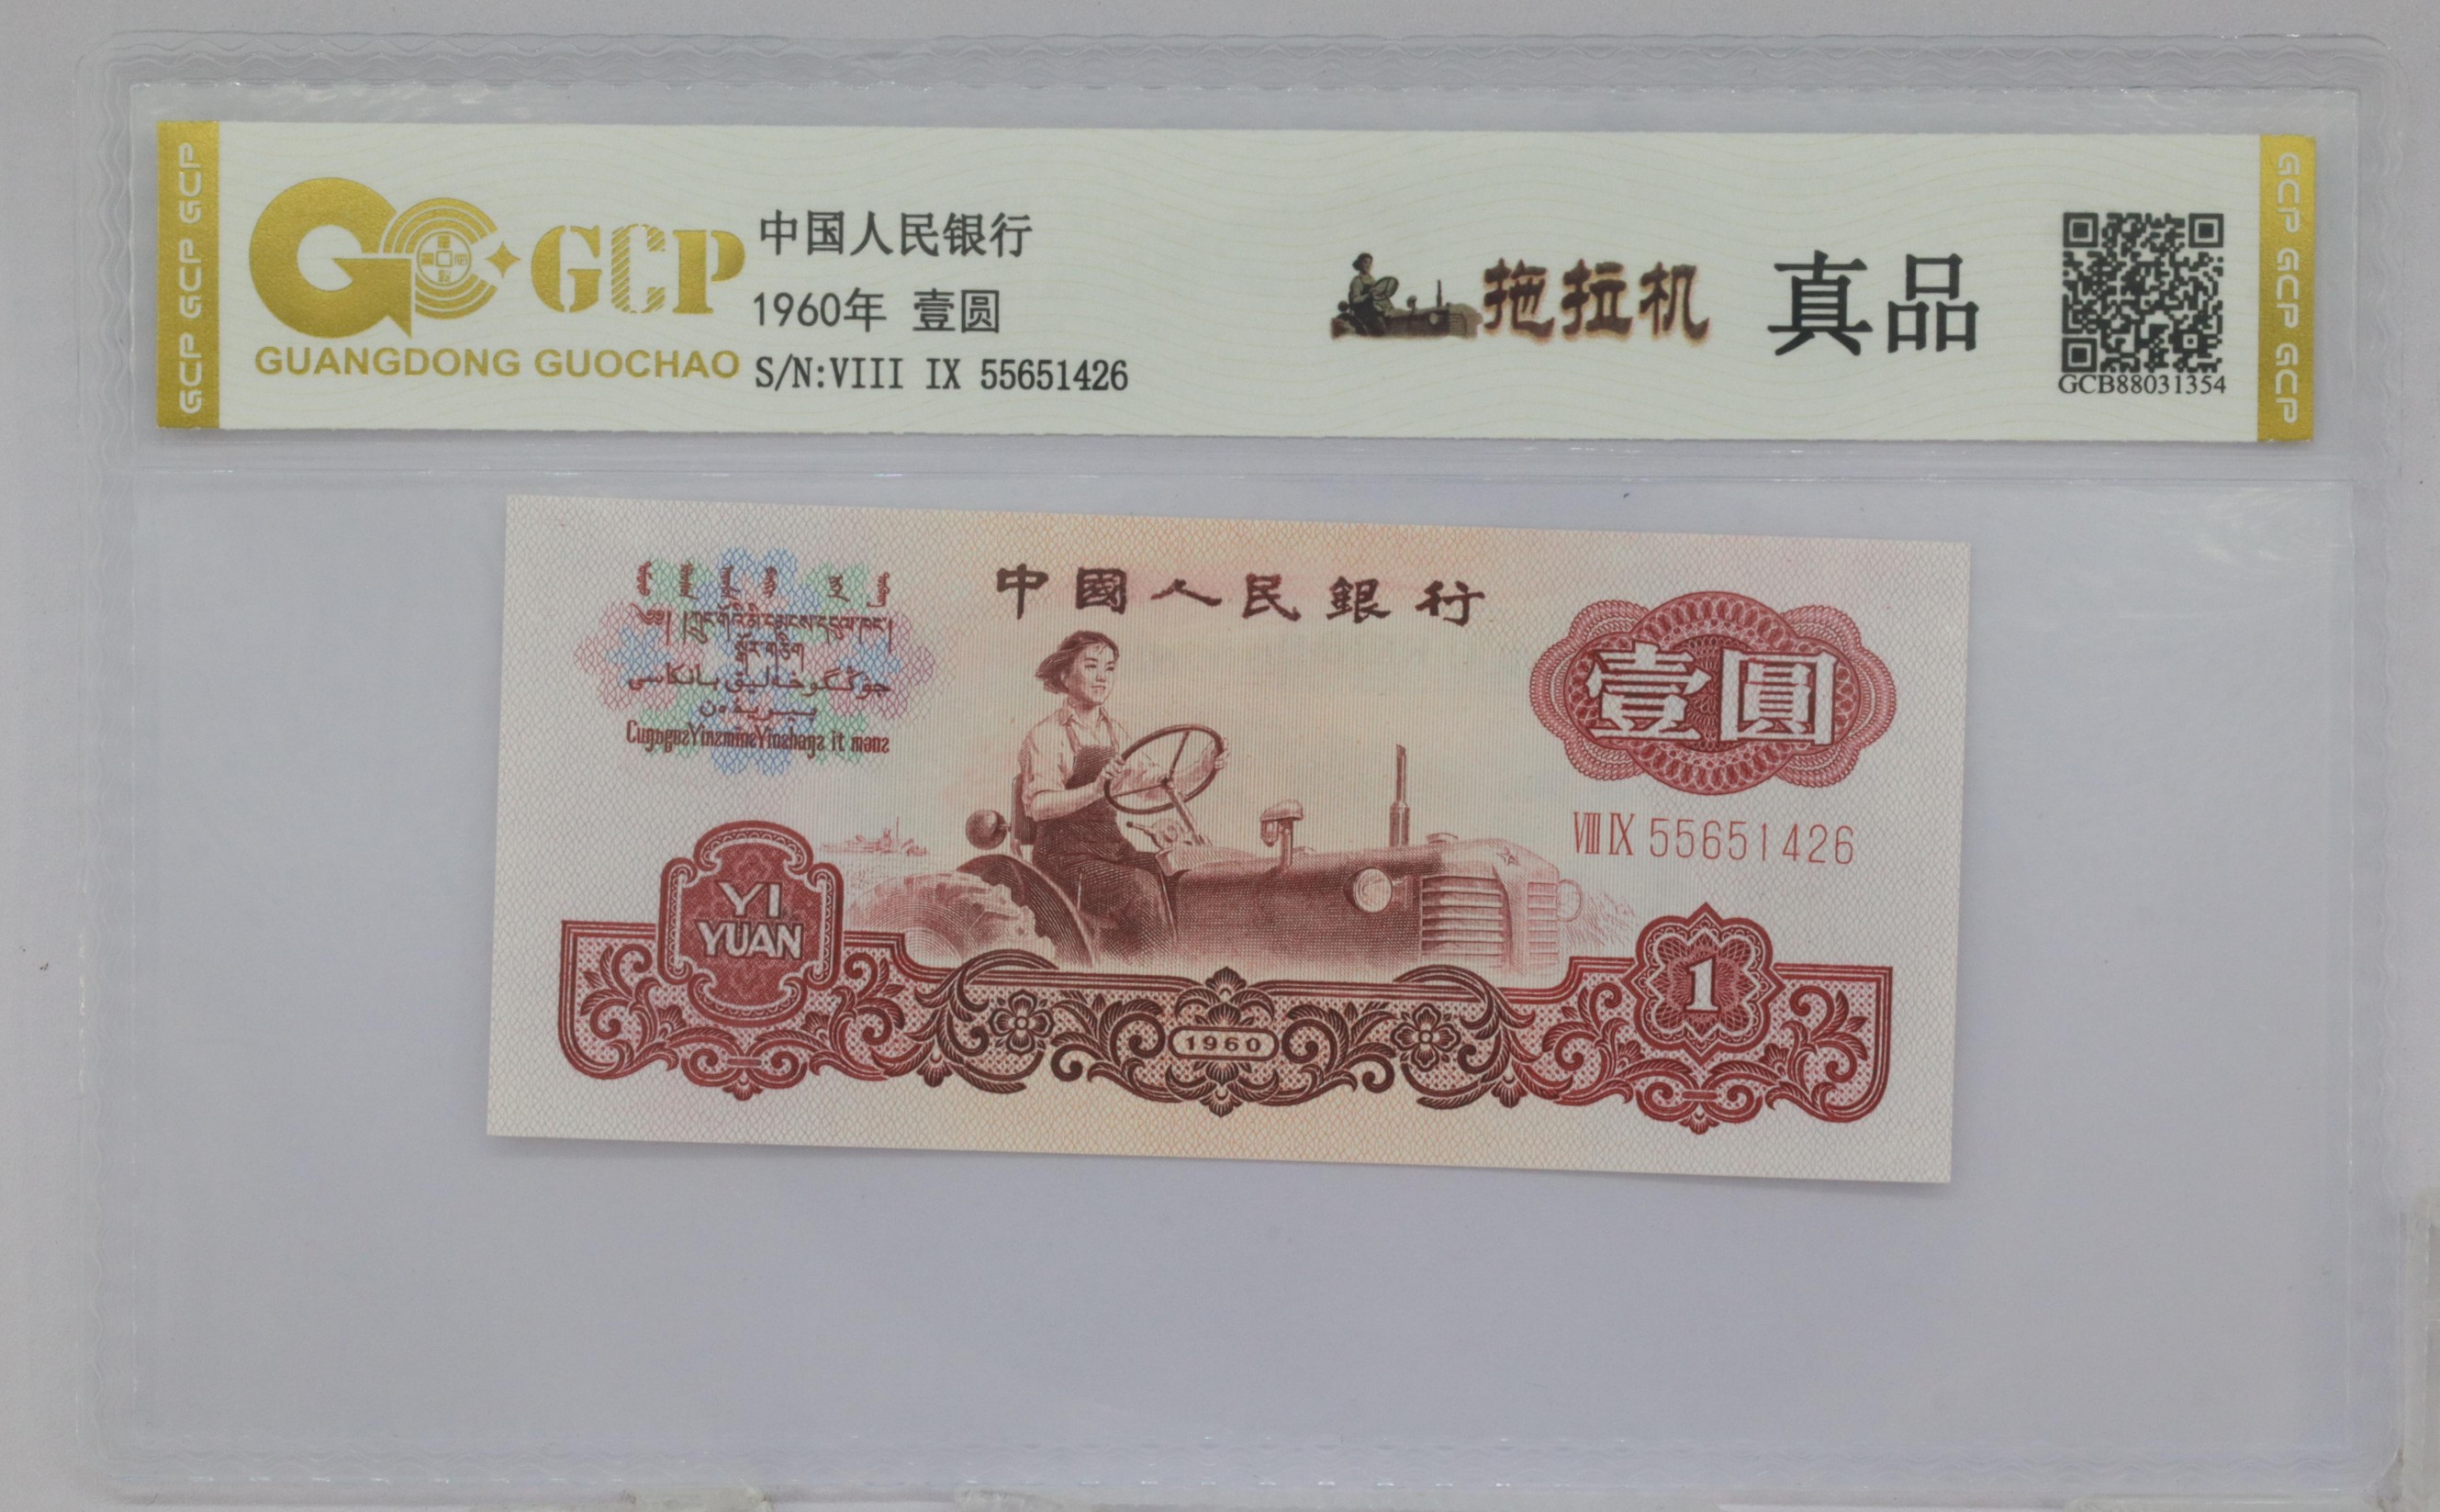 GCP GCP GCP
GCP
GUANGDONG GUOCHAO
中国人民银行
1960年 壹圆
S/N:VIII IX 55651426
拖拉机 真品
GCB88031354
GCP GCP GCP
中國人民銀行
壹圓
VIII IX 55651426
YI
YUAN
1
1960